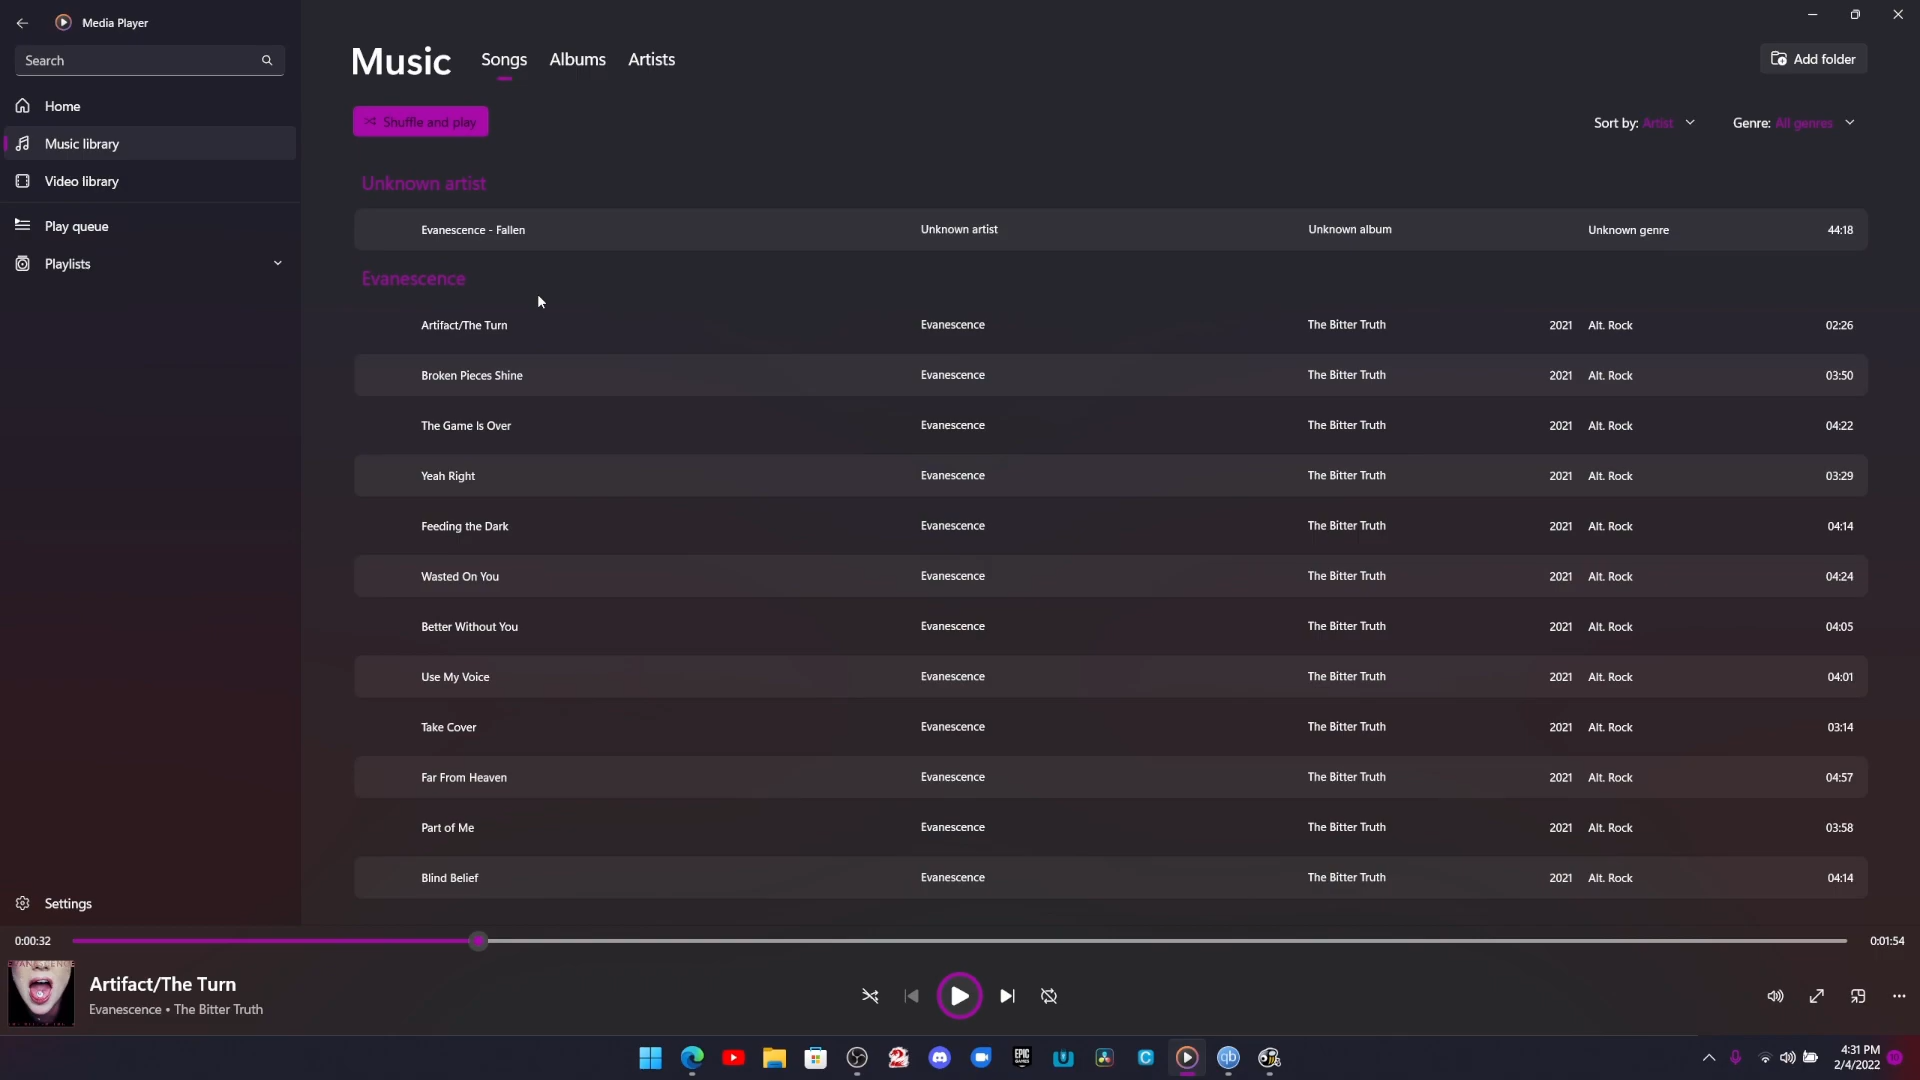 Media Player
Search
Home
Music library
Video library
Play queue
Playlists
Settings
Music Songs Albums Artists
Add folder
Shuffle and play
Sort by: Artist Genre: All genres
Unknown artist
Evanescence - Fallen Unknown artist Unknown album Unknown genre 44:18
Evanescence
Artifact/The Turn Evanescence The Bitter Truth 2021 Alt. Rock 02:26
Broken Pieces Shine Evanescence The Bitter Truth 2021 Alt. Rock 03:50
The Game Is Over Evanescence The Bitter Truth 2021 Alt. Rock 04:22
Yeah Right Evanescence The Bitter Truth 2021 Alt. Rock 03:29
Feeding the Dark Evanescence The Bitter Truth 2021 Alt. Rock 04:14
Wasted On You Evanescence The Bitter Truth 2021 Alt. Rock 04:24
Better Without You Evanescence The Bitter Truth 2021 Alt. Rock 04:05
Use My Voice Evanescence The Bitter Truth 2021 Alt. Rock 04:01
Take Cover Evanescence The Bitter Truth 2021 Alt. Rock 03:14
Far From Heaven Evanescence The Bitter Truth 2021 Alt. Rock 04:57
Part of Me Evanescence The Bitter Truth 2021 Alt. Rock 03:58
Blind Belief Evanescence The Bitter Truth 2021 Alt. Rock 04:14
0:00:32 0:01:54
EVANESCENCE
Artifact/The Turn
Evanescence • The Bitter Truth
EPIC GAMES
C
qb
4:31 PM
2/4/2022
10